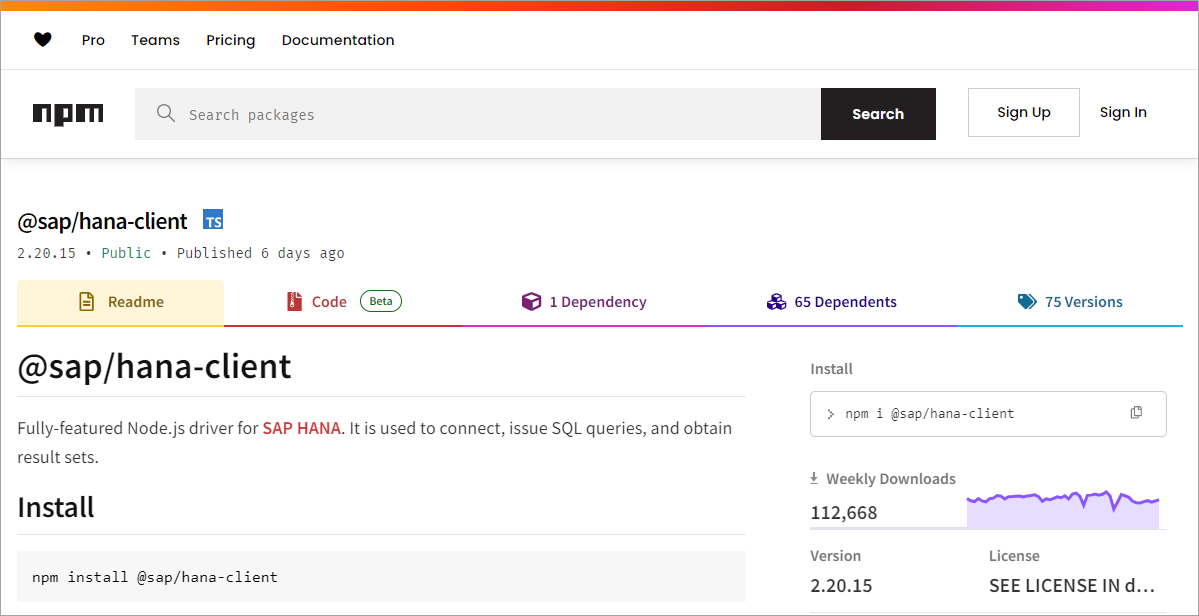 Pro Teams Pricing Documentation
npm
Search packages
Search
Sign Up
Sign In
@sap/hana-client TS
2.20.15 • Public • Published 6 days ago
Readme
Code Beta
1 Dependency
65 Dependents
75 Versions
@sap/hana-client
Fully-featured Node.js driver for SAP HANA. It is used to connect, issue SQL queries, and obtain
result sets.
Install
npm install @sap/hana-client
Install
> npm i @sap/hana-client
Weekly Downloads
112,668
Version
2.20.15
License
SEE LICENSE IN d…